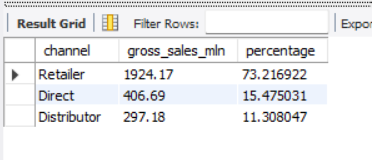 Result Grid Filter Rows: Expor
channel gross_sales_mln percentage
Retailer 1924.17 73.216922
Direct 406.69 15.475031
Distributor 297.18 11.308047